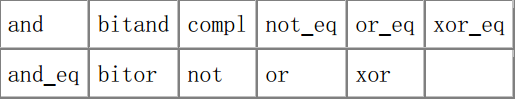 and bitand compl not_eq or_eq xor_eq
and_eq bitor not or xor